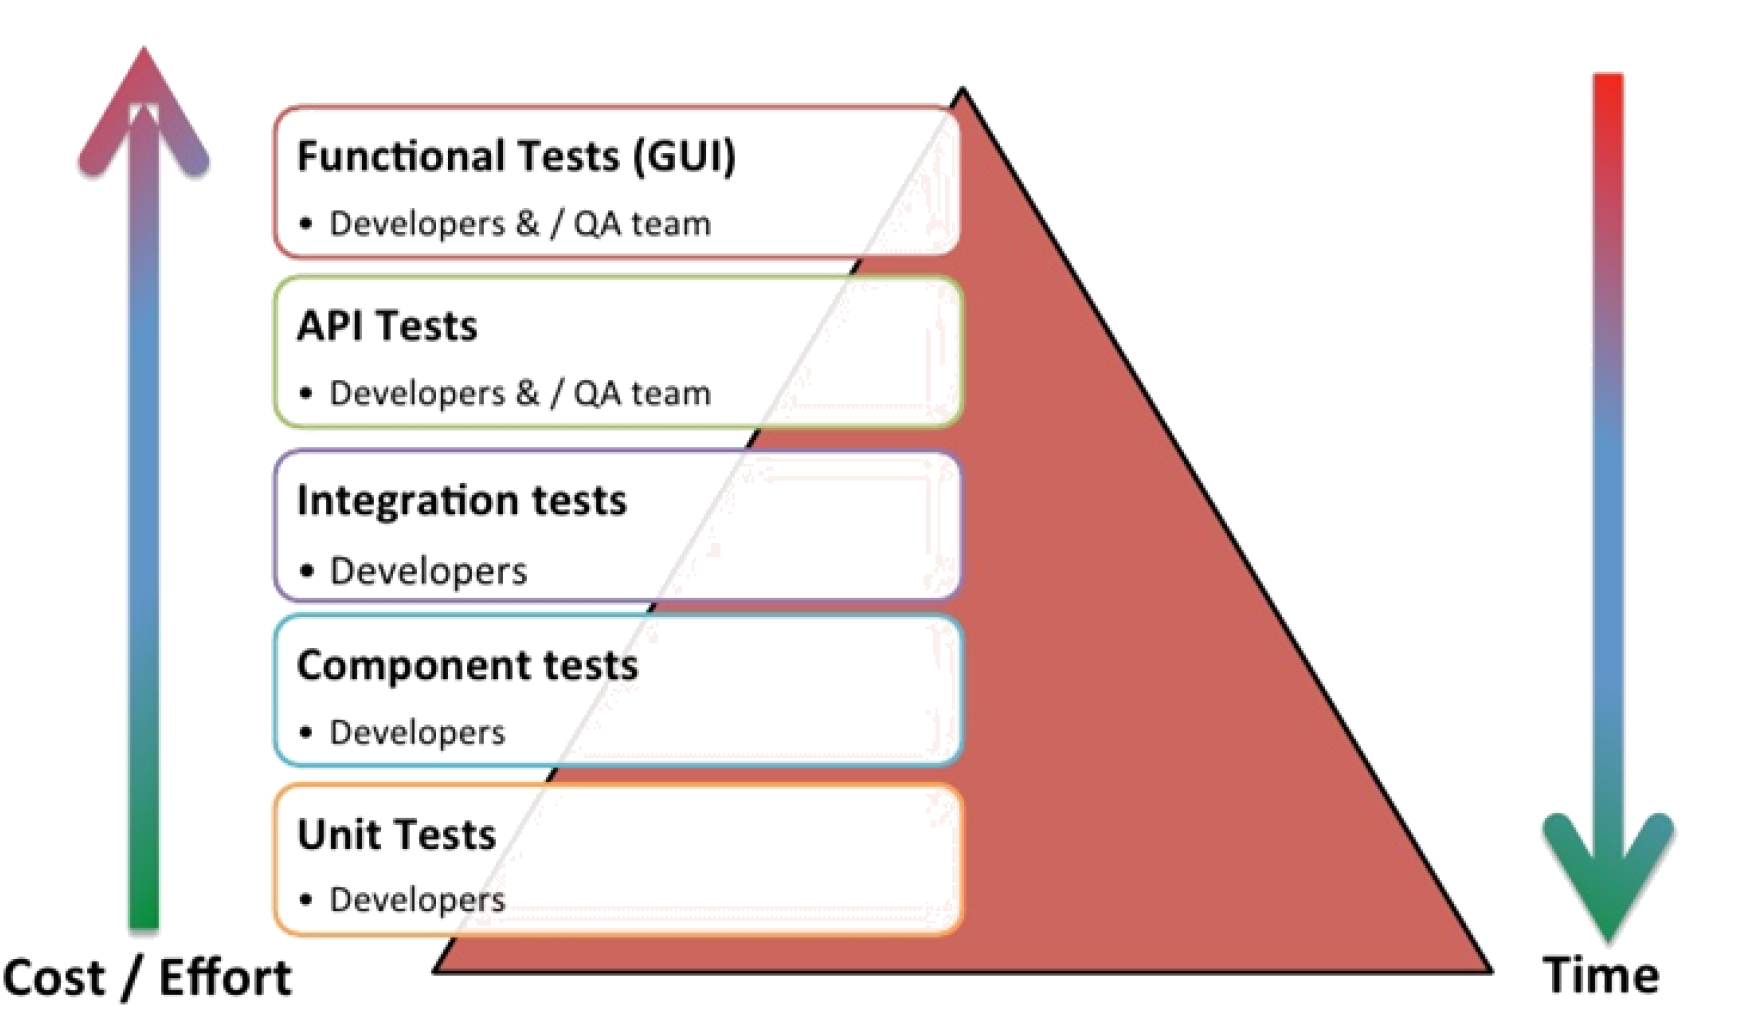 Functional Tests (GUI)
• Developers & / QA team
API Tests
• Developers & / QA team
Integration tests
• Developers
Component tests
• Developers
Unit Tests
• Developers
Cost / Effort
Time